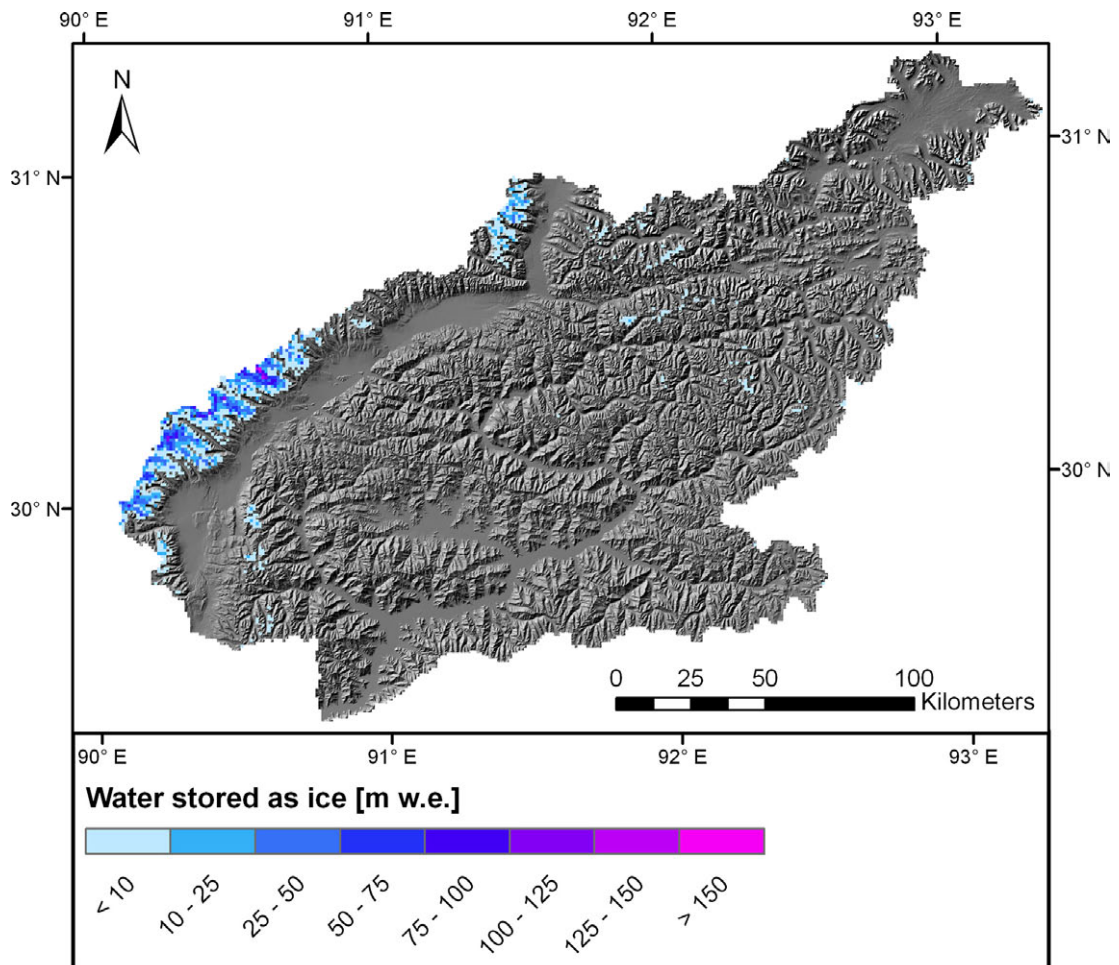 90° E 91° E 92° E 93° E
N
31° N
31° N
30° N
30° N
0 25 50 100
Kilometers
90° E 91° E 92° E 93° E
Water stored as ice [m w.e.]
< 10 10 - 25 25 - 50 50 - 75 75 - 100 100 - 125 125 - 150 > 150